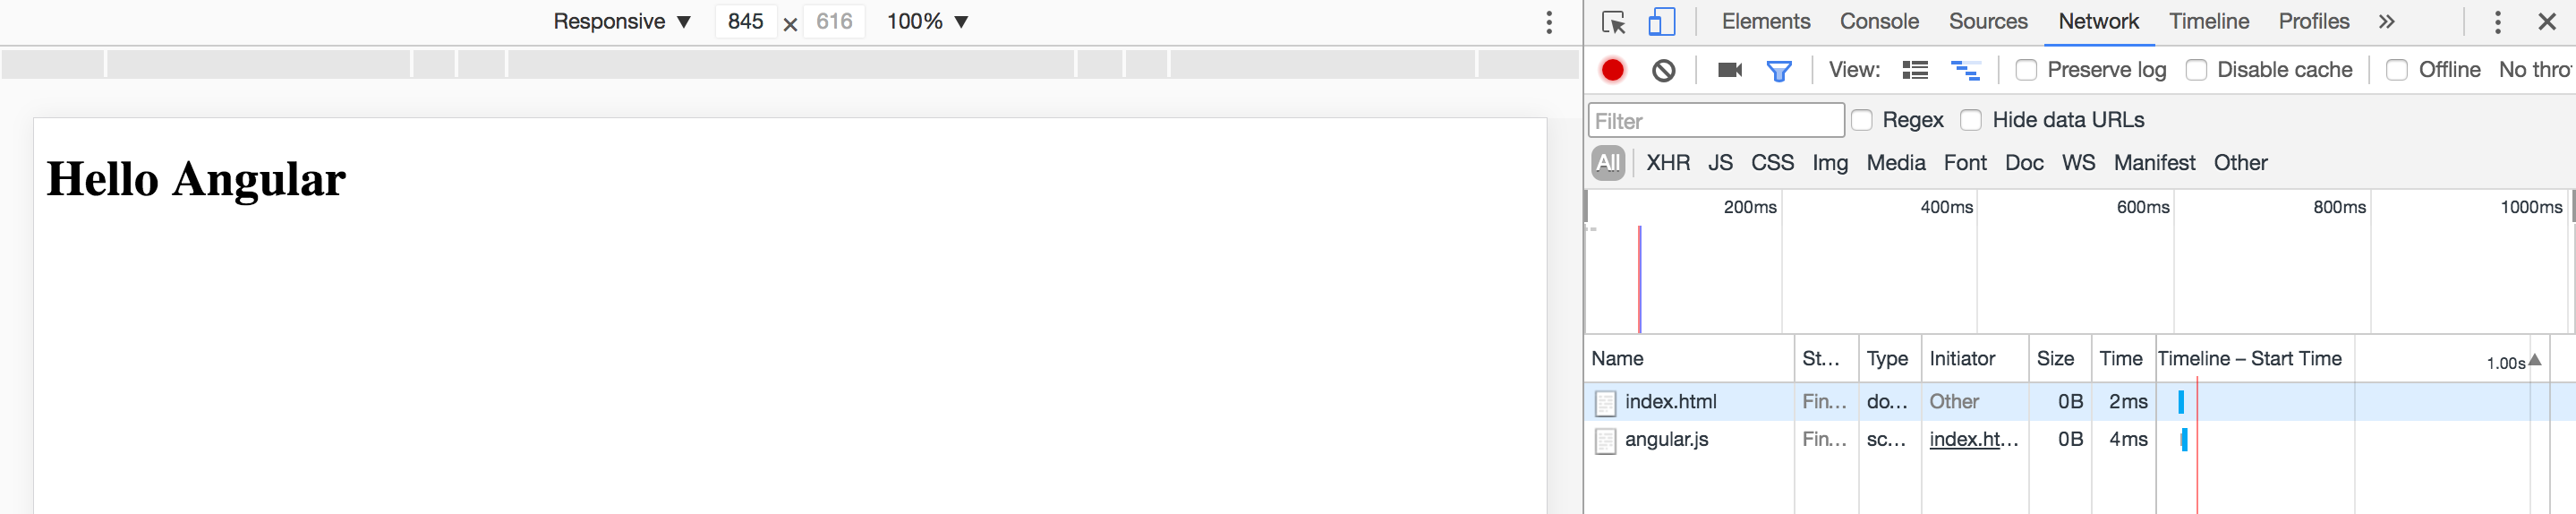 Responsive ▼ 845 × 616 100% ▼
Hello Angular
Elements Console Sources Network Timeline Profiles »
View: Preserve log Disable cache Offline No thro
Filter Regex Hide data URLs
All XHR JS CSS Img Media Font Doc WS Manifest Other
200ms 400ms 600ms 800ms 1000ms
Name St... Type Initiator Size Time Timeline – Start Time 1.00s▲
index.html Fin... do... Other 0B 2ms
angular.js Fin... sc... index.ht... 0B 4ms